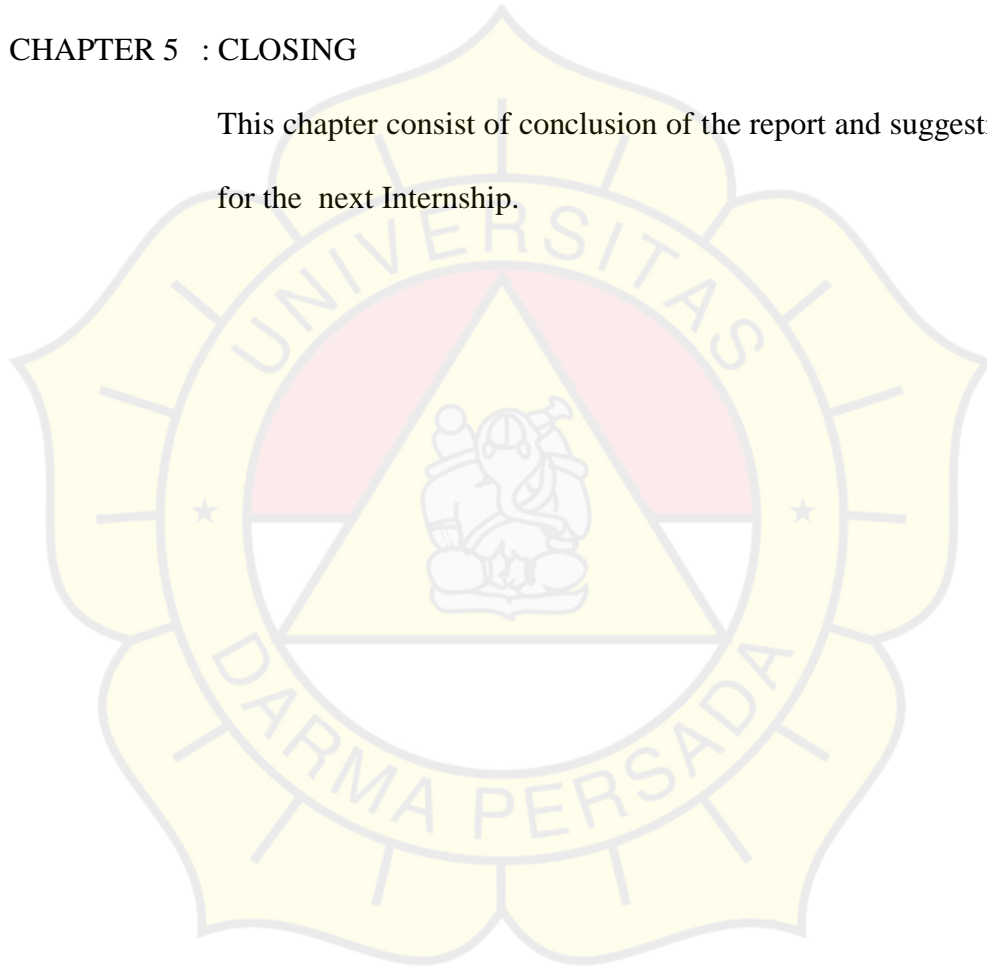 CHAPTER 5 : CLOSING
This chapter consist of conclusion of the report and
for the next Internship.
UNIVERSITAS
DARMA PERSADA